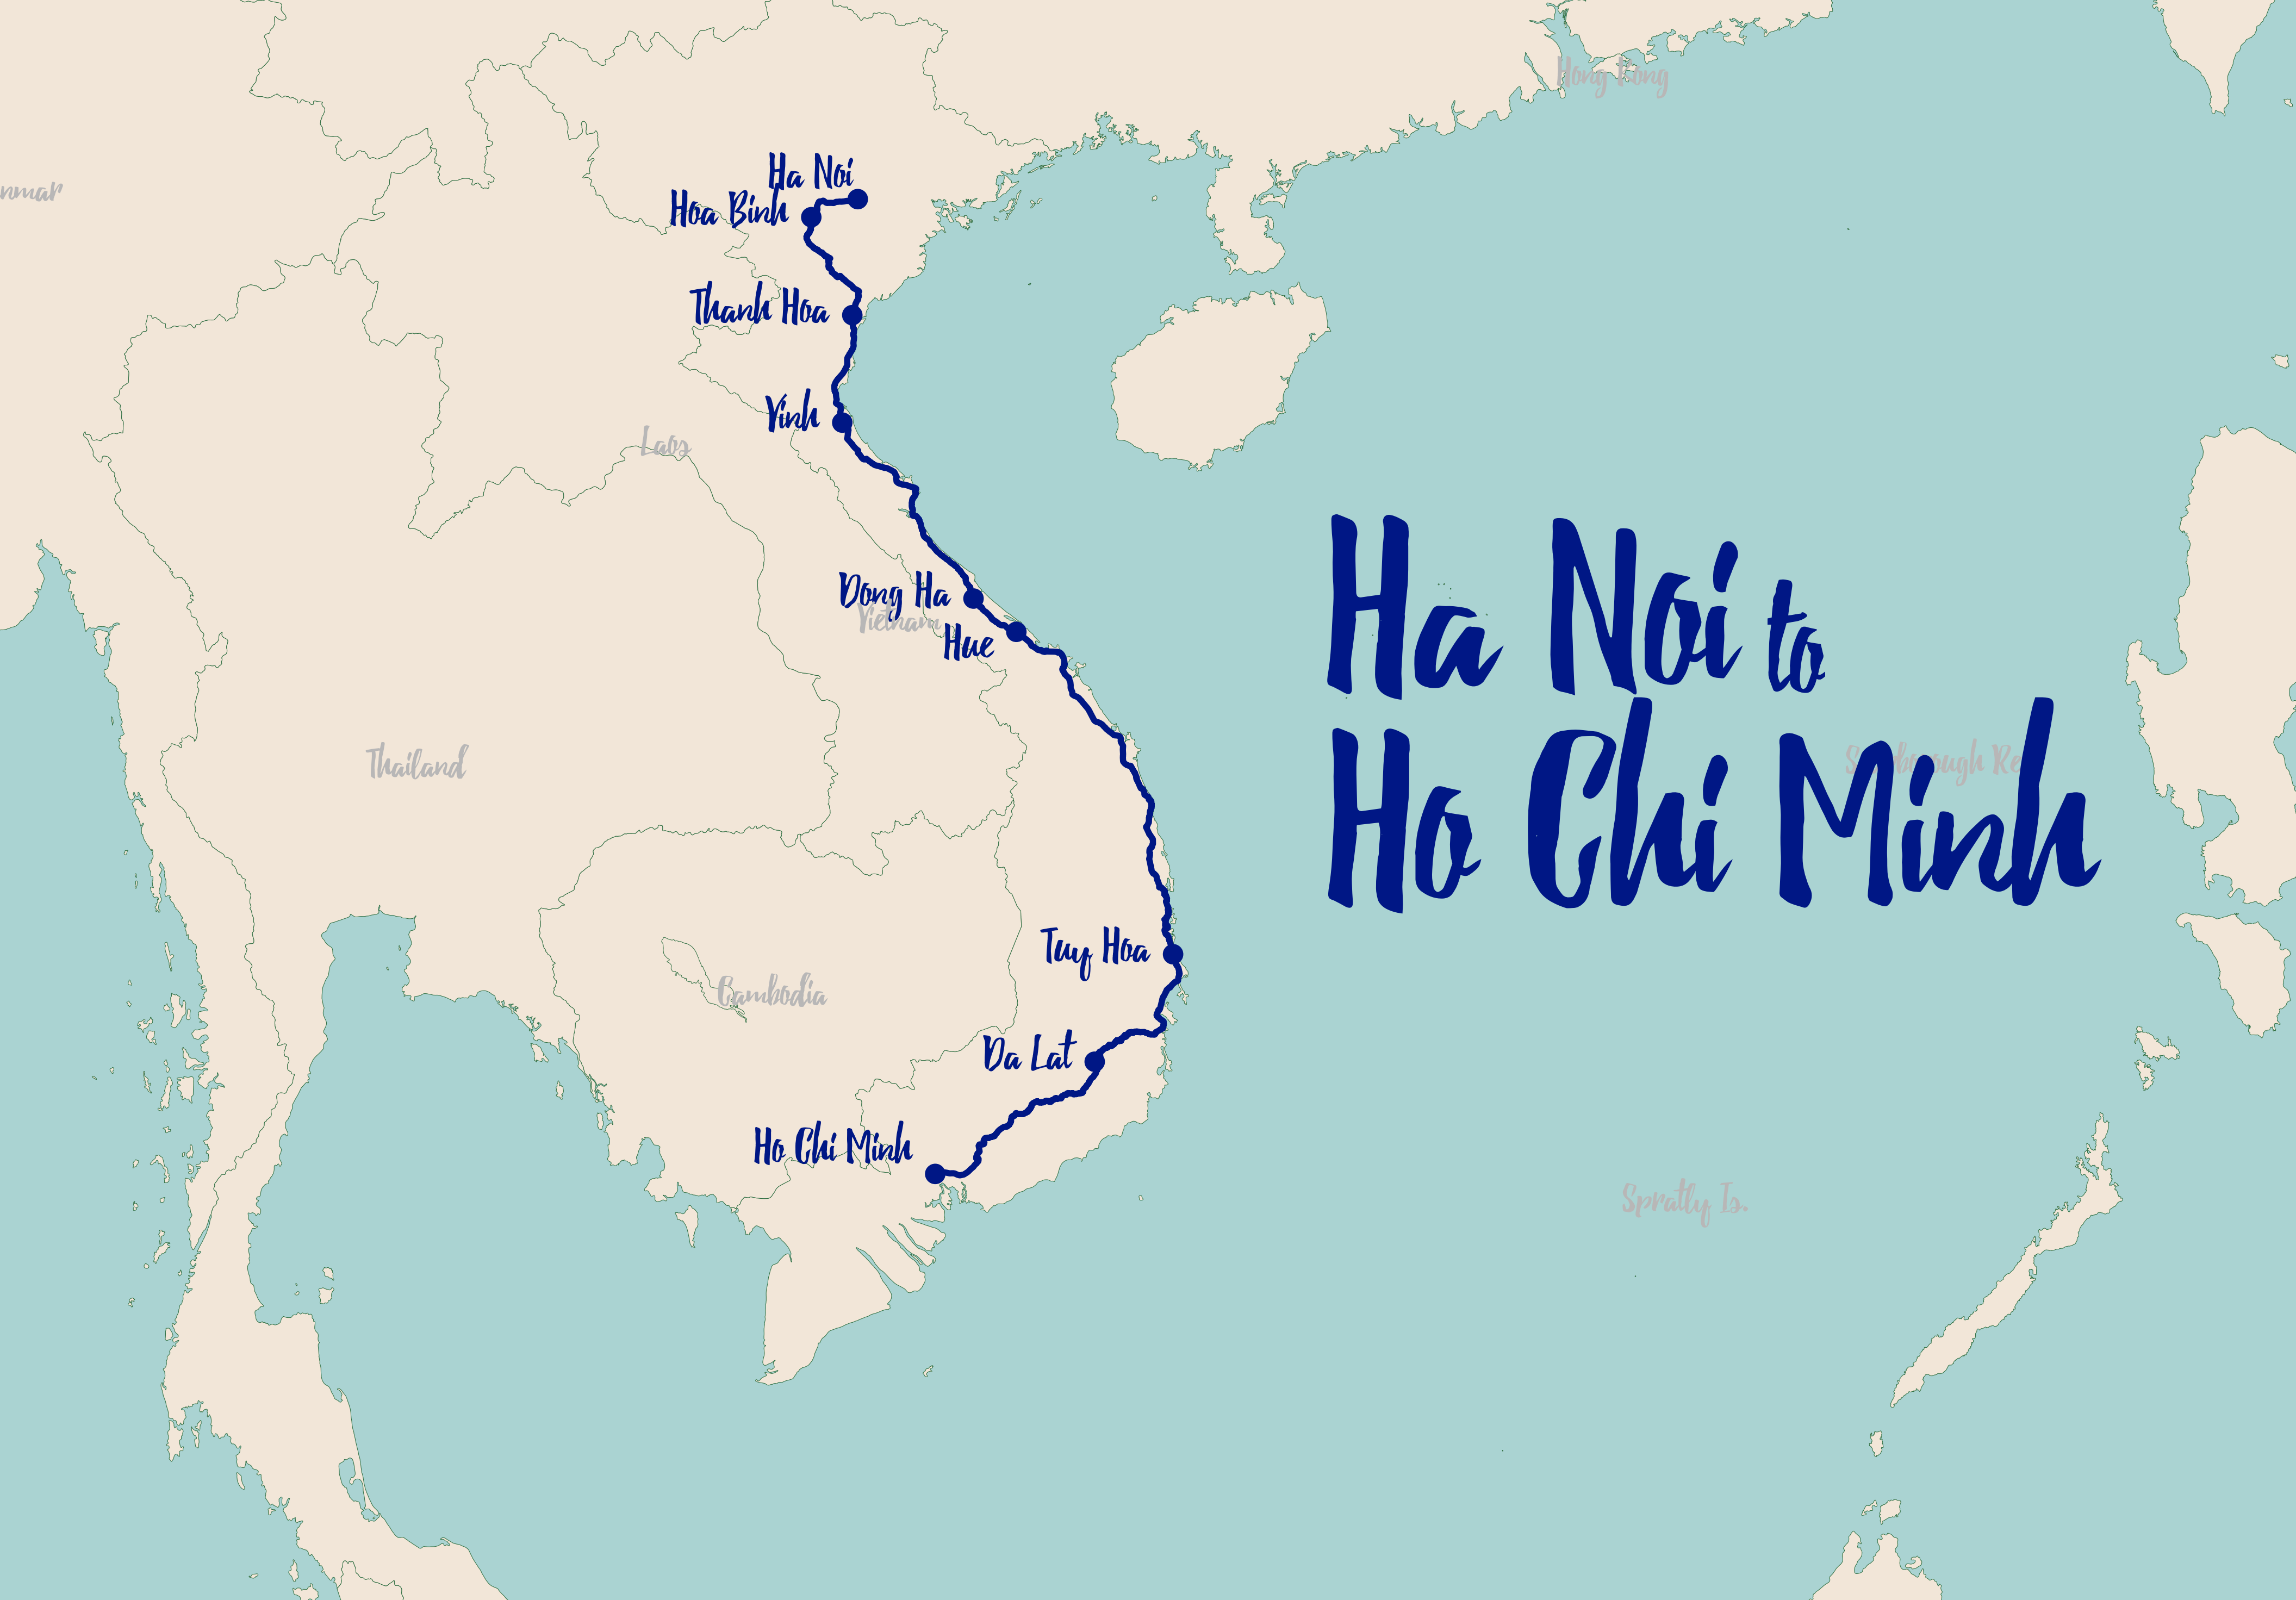 Hong Kong
nmar
Ha Noi
Hoa Binh
Thanh Hoa
Vinh
Laos
Dong Ha
Vietnam
Hue
Ha Noi to
Ho Chi Minh
Thailand
Tuy Hoa
Cambodia
Da Lat
Ho Chi Minh
Spratly Is.